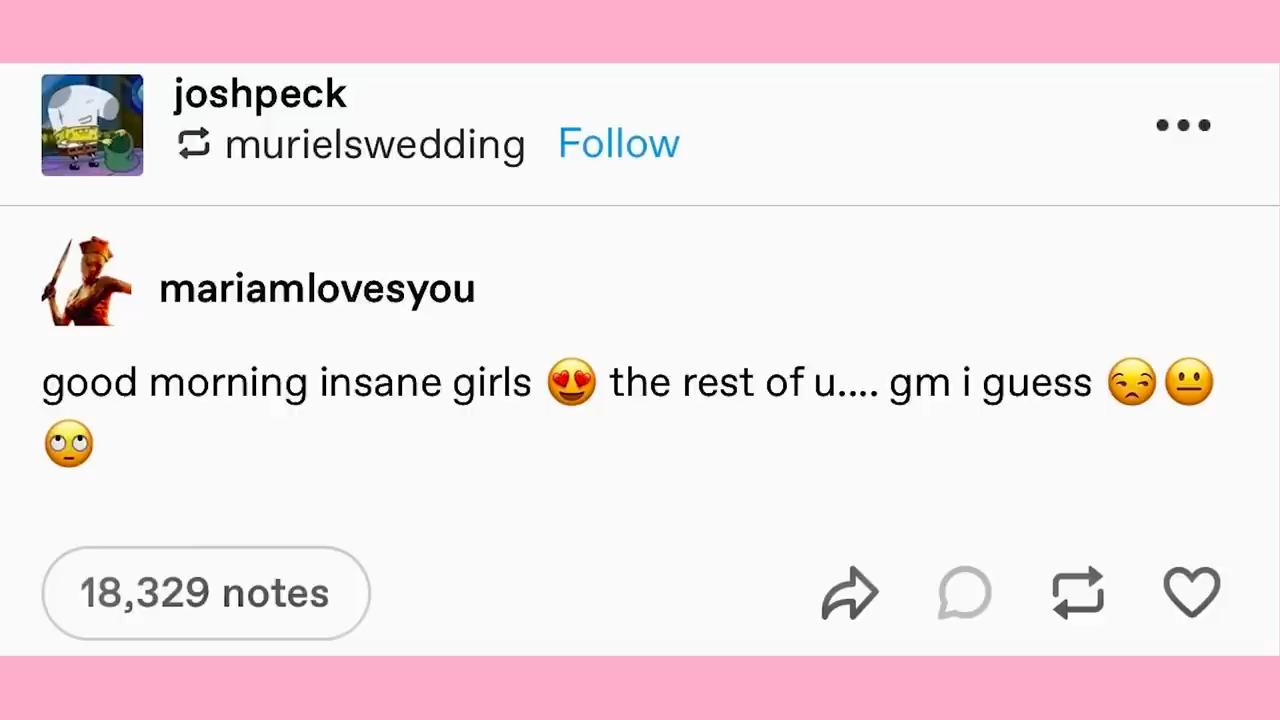 joshpeck
murielswedding Follow
mariamlovesyou
good morning insane girls 😍 the rest of u.... gm i guess 😒😐
🙄
18,329 notes